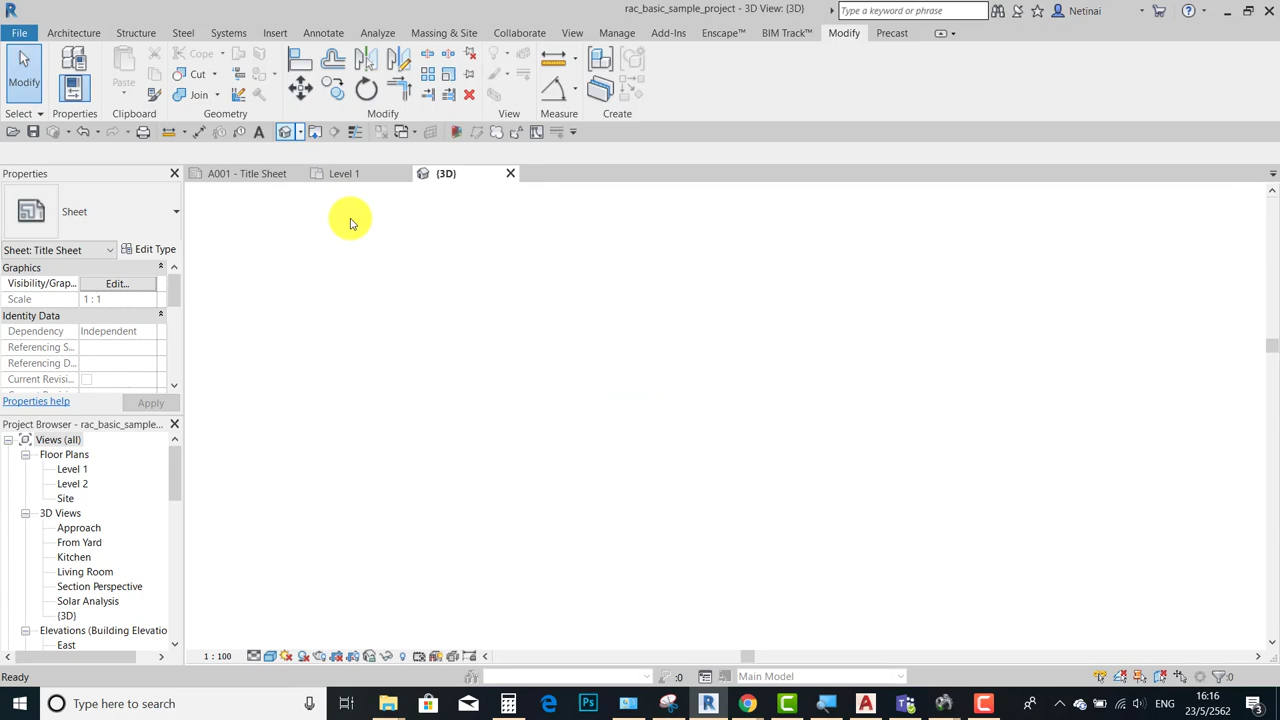 rac_basic_sample_project - 3D View: {3D}
Type a keyword or phrase
Netinai
File Architecture Structure Steel Systems Insert Annotate Analyze Massing & Site Collaborate View Manage Add-Ins Enscape™ BIM Track™ Modify Precast
Modify
Paste
Cope
Cut
Join
Select Properties Clipboard Geometry Modify View Measure Create
Properties
A001 - Title Sheet
Level 1
{3D}
Sheet
Sheet: Title Sheet
Edit Type
Graphics
Visibility/Grap... Edit...
Scale 1 : 1
Identity Data
Dependency Independent
Referencing S...
Referencing D...
Current Revisi...
Properties help
Apply
Project Browser - rac_basic_sample...
Views (all)
Floor Plans
Level 1
Level 2
Site
3D Views
Approach
From Yard
Kitchen
Living Room
Section Perspective
Solar Analysis
{3D}
Elevations (Building Elevatio
East
1 : 100
Ready
:0
Main Model
:0
Type here to search
ENG
16:16
23/5/2562
3